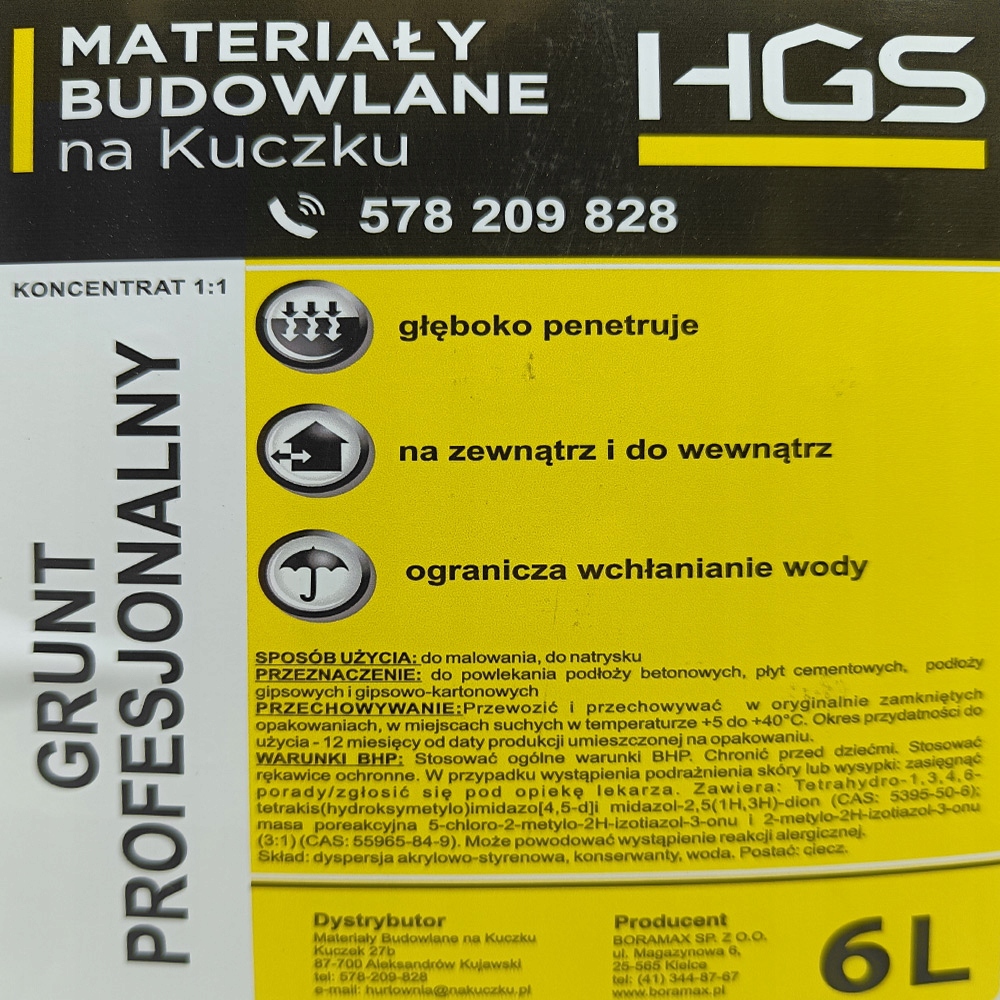 MATERIAŁY
BUDOWLANE
na Kuczku
HGS
578 209 828
KONCENTRAT 1:1
GRUNT
PROFESJONALNY
głęboko penetruje
na zewnątrz i do wewnątrz
ogranicza wchłanianie wody
SPOSÓB UŻYCIA: do malowania, do natrysku
PRZEZNACZENIE: do powlekania podłoży betonowych, płyt cementowych, podłoży
gipsowych i gipsowo-kartonowych
PRZECHOWYWANIE:Przewozić i przechowywać w oryginalnie zamkniętych
opakowaniach, w miejscach suchych w temperaturze +5 do +40°C. Okres przydatności do
użycia - 12 miesięcy od daty produkcji umieszczonej na opakowaniu.
WARUNKI BHP: Stosować ogólne warunki BHP. Chronić przed dziećmi. Stosować
rękawice ochronne. W przypadku wystąpienia podrażnienia skóry lub wysypki: zasięgnąć
porady/zgłosić się pod opiekę lekarza. Zawiera: Tetrahydro-1,3,4,6-
tetrakis(hydroksymetylo)imidazo[4,5-d]i midazol-2,5(1H,3H)-dion (CAS: 5395-50-6);
masa poreakcyjna 5-chloro-2-metylo-2H-izotiazol-3-onu i 2-metylo-2H-izotiazol-3-onu
(3:1) (CAS: 55965-84-9). Może powodować wystąpienie reakcji alergicznej.
Skład: dyspersja akrylowo-styrenowa, konserwanty, woda. Postać: ciecz.
Dystrybutor
Materiały Budowlane na Kuczku
Kuczek 27b
87-700 Aleksandrów Kujawski
tel: 578-209-828
e-mail: hurtownia@nakuczku.pl
Producent
BORAMAX SP. Z O.O.
ul. Magazynowa 6,
25-565 Kielce
tel: (41) 344-87-67
www.boramax.pl
6 L